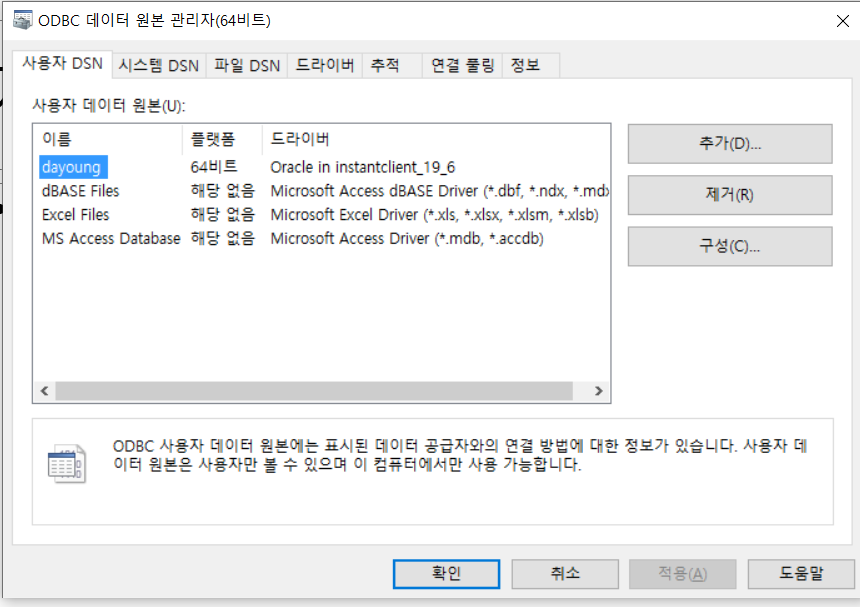 ODBC 데이터 원본 관리자(64비트)
사용자 DSN 시스템 DSN 파일 DSN 드라이버 추적 연결 풀링 정보
사용자 데이터 원본(U):
이름 플랫폼 드라이버
dayoung 64비트 Oracle in instantclient_19_6
dBASE Files 해당 없음 Microsoft Access dBASE Driver (*.dbf, *.ndx, *.md
Excel Files 해당 없음 Microsoft Excel Driver (*.xls, *.xlsx, *.xlsm, *.xlsb)
MS Access Database 해당 없음 Microsoft Access Driver (*.mdb, *.accdb)
추가(D)...
제거(R)
구성(C)...
ODBC 사용자 데이터 원본에는 표시된 데이터 공급자와의 연결 방법에 대한 정보가 있습니다. 사용자 데
이터 원본은 사용자만 볼 수 있으며 이 컴퓨터에서만 사용 가능합니다.
확인 취소 적용(A) 도움말